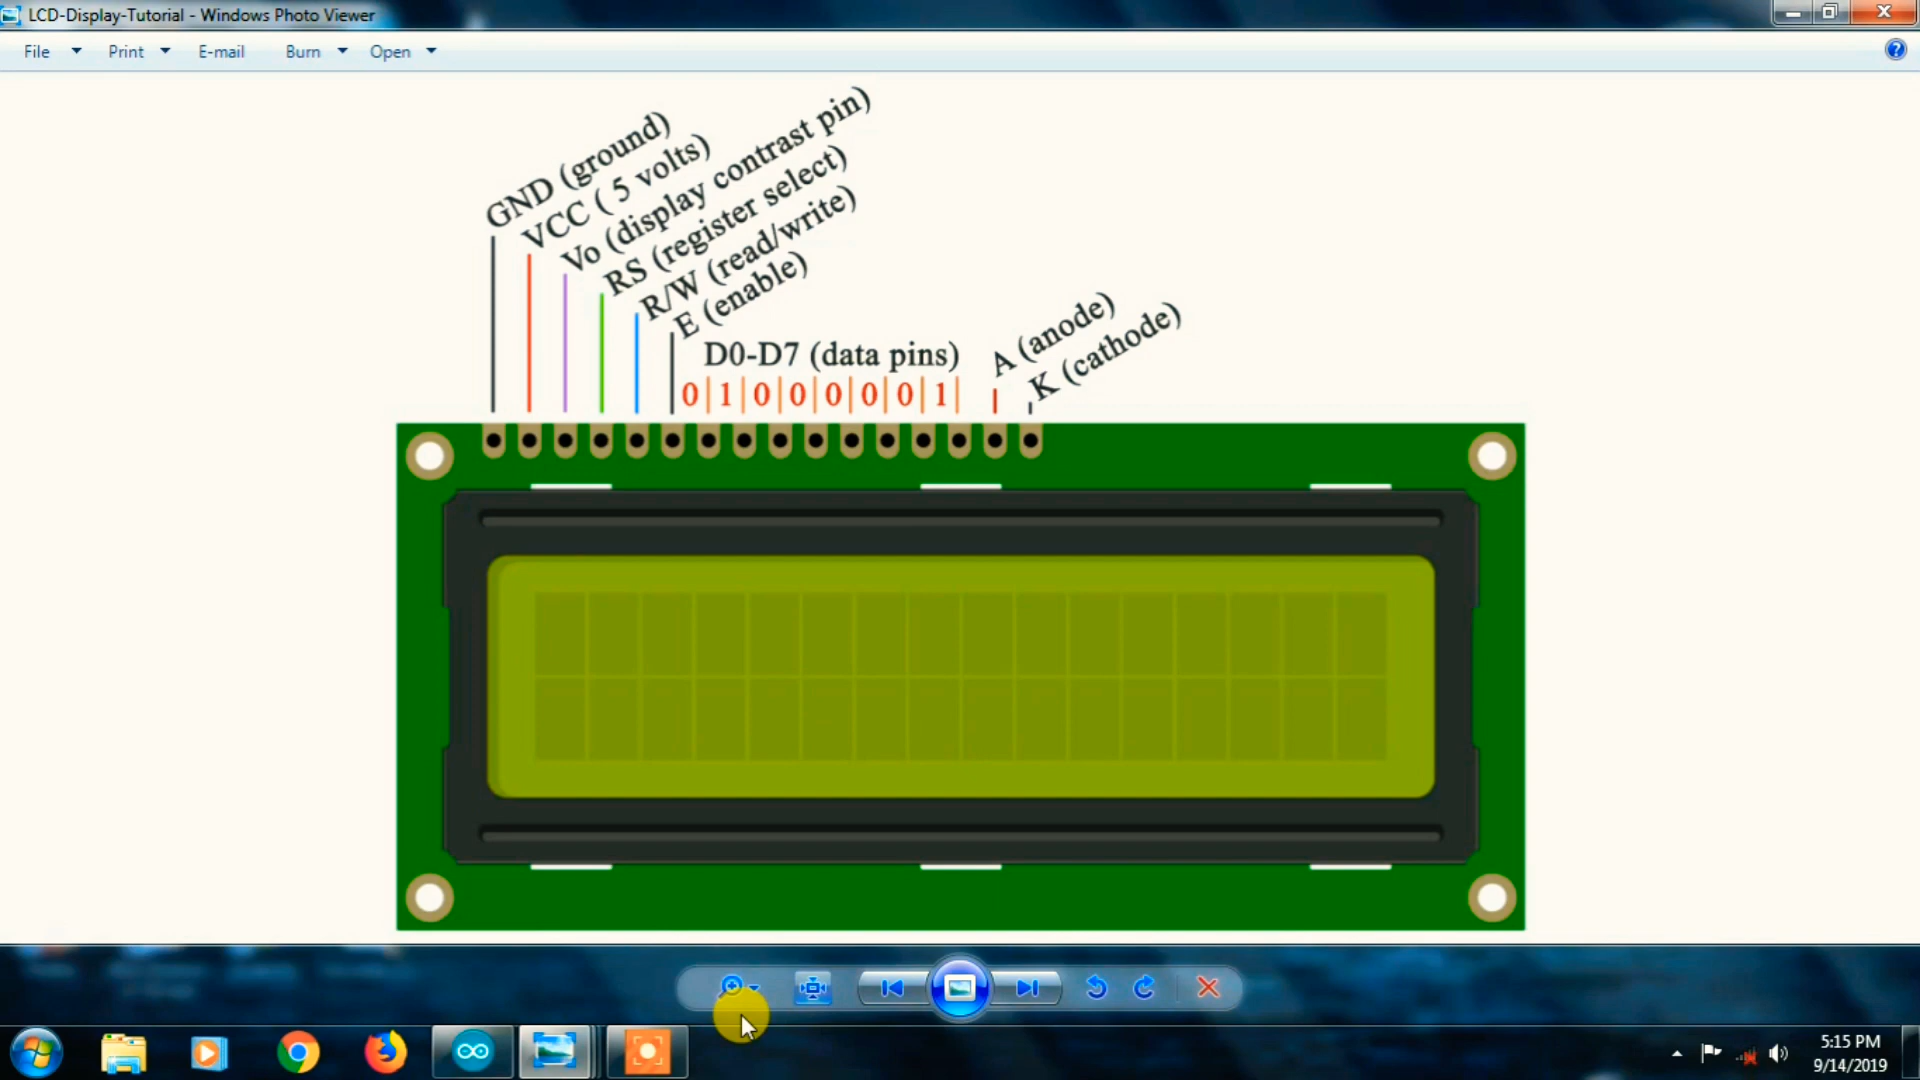 LCD-Display-Tutorial - Windows Photo Viewer
File
Print
E-mail
Burn
Open
GND (ground)
VCC ( 5 volts)
Vo (display contrast pin)
RS (register select)
R/W (read/write)
E (enable)
D0-D7 (data pins)
0|1|0|0|0|0|0|1|
A (anode)
K (cathode)
5:15 PM
9/14/2019